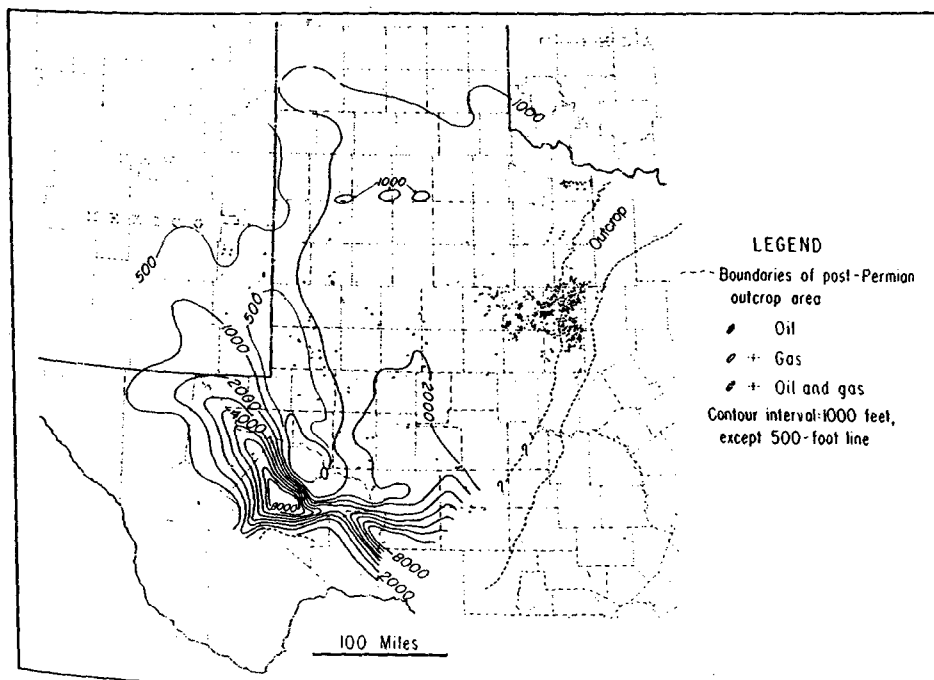 1000
1000
Outcrop
500
500
1000
2000
4000
2000
8000
8000
2000
100 Miles
LEGEND
Boundaries of post-Permian
outcrop area
Oil
Gas
Oil and gas
Contour interval:1000 feet,
except 500-foot line